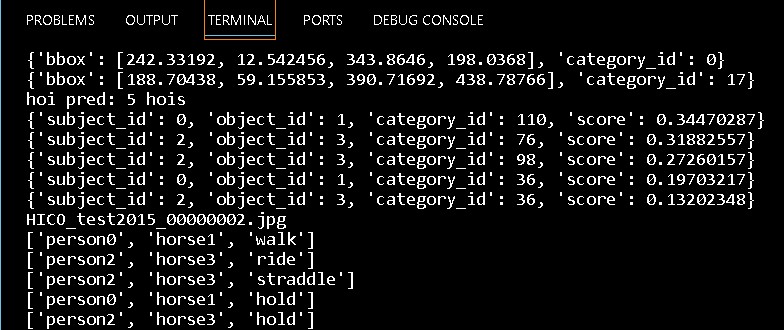 PROBLEMS OUTPUT TERMINAL PORTS DEBUG CONSOLE
{'bbox': [242.33192, 12.542456, 343.8646, 198.0368], 'category_id': 0}
{'bbox': [188.70438, 59.155853, 390.71692, 438.78766], 'category_id': 17}
hoi pred: 5 hois
{'subject_id': 0, 'object_id': 1, 'category_id': 110, 'score': 0.34470287}
{'subject_id': 2, 'object_id': 3, 'category_id': 76, 'score': 0.31882557}
{'subject_id': 2, 'object_id': 3, 'category_id': 98, 'score': 0.27260157}
{'subject_id': 0, 'object_id': 1, 'category_id': 36, 'score': 0.19703217}
{'subject_id': 2, 'object_id': 3, 'category_id': 36, 'score': 0.13202348}
HICO_test2015_00000002.jpg
['person0', 'horse1', 'walk']
['person2', 'horse3', 'ride']
['person2', 'horse3', 'straddle']
['person0', 'horse1', 'hold']
['person2', 'horse3', 'hold']